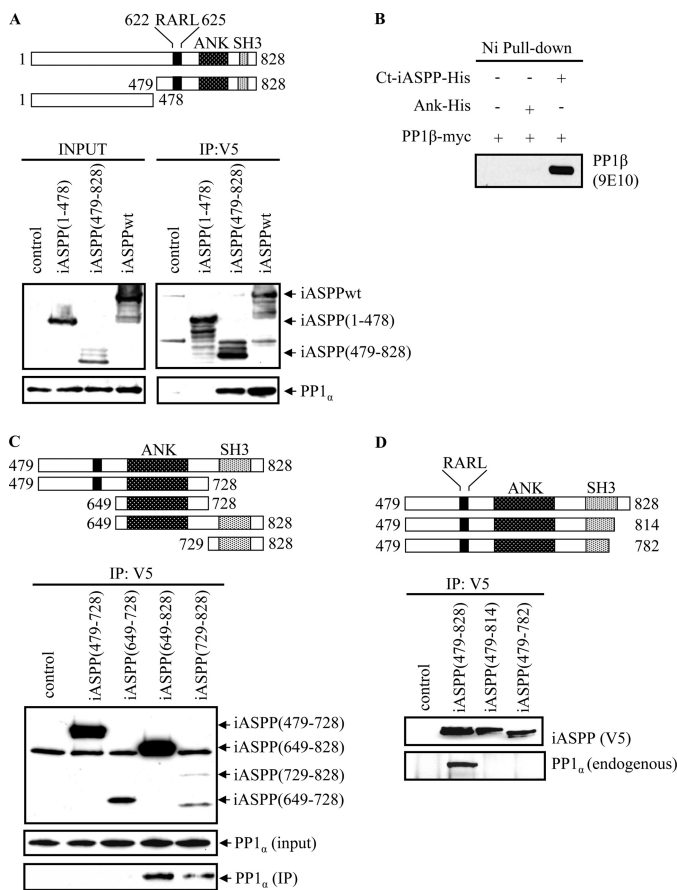 A
622 RARL 625
ANK SH3
1 828
479 828
1 478
INPUT IP:V5
control iASPP(1-478) iASPP(479-828) iASPPwt control iASPP(1-478) iASPP(479-828) iASPPwt
iASPPwt
iASPP(1-478)
iASPP(479-828)
PP1α
B
Ni Pull-down
Ct-iASPP-His - - +
Ank-His - + -
PP1β-myc + + +
PP1β
(9E10)
C
ANK SH3
479 828
479 728
649 728
649 828
729 828
IP: V5
control iASPP(479-728) iASPP(649-728) iASPP(649-828) iASPP(729-828)
iASPP(479-728)
iASPP(649-828)
iASPP(729-828)
iASPP(649-728)
PP1α (input)
PP1α (IP)
D
RARL
ANK SH3
479 828
479 814
479 782
IP: V5
control iASPP(479-828) iASPP(479-814) iASPP(479-782)
iASPP (V5)
PP1α (endogenous)